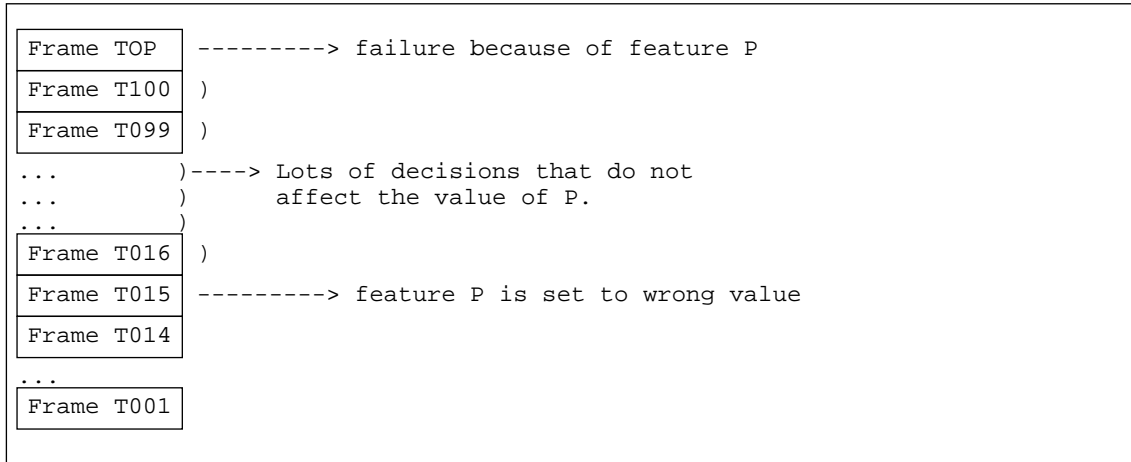 Frame TOP ---------> failure because of feature P
Frame T100 )
Frame T099 )
... )----> Lots of decisions that do not
... ) affect the value of P.
... )
Frame T016 )
Frame T015 ---------> feature P is set to wrong value
Frame T014
...
Frame T001